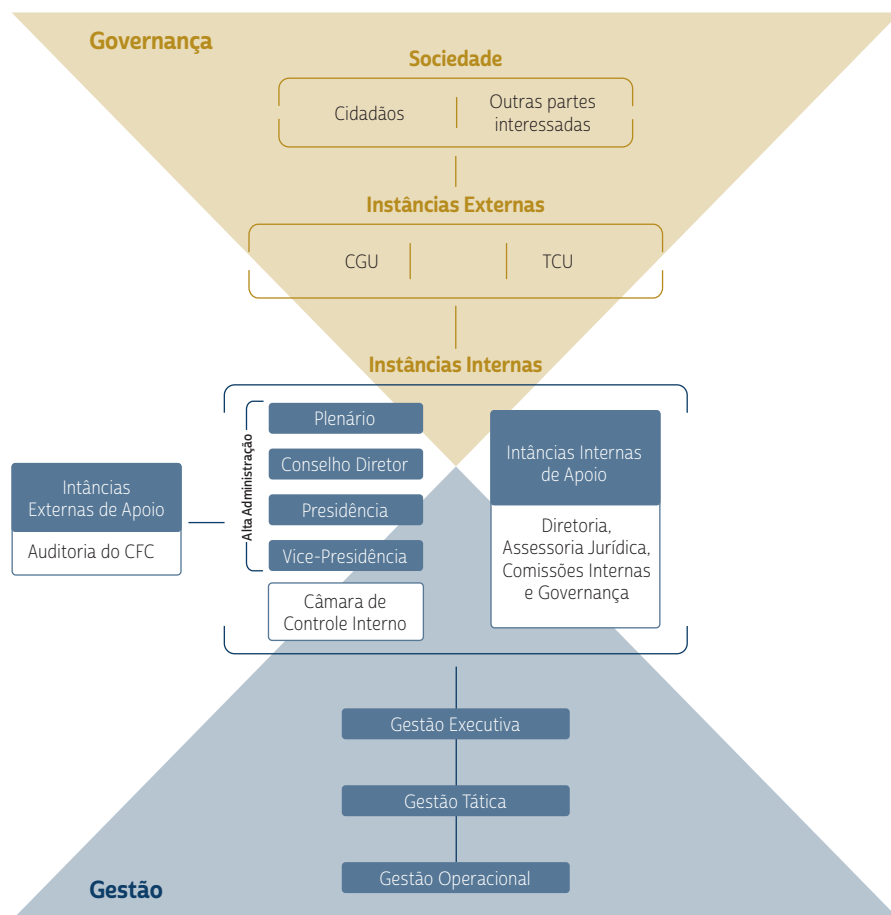 Governança
Sociedade
Cidadãos
Outras partes
interessadas
Instâncias Externas
CGU
TCU
Instâncias Internas
Alta Administração
Plenário
Conselho Diretor
Presidência
Vice-Presidência
Câmara de
Controle Interno
Intâncias Internas
de Apoio
Diretoria,
Assessoria Jurídica,
Comissões Internas
e Governança
Intâncias
Externas de Apoio
Auditoria do CFC
Gestão Executiva
Gestão Tática
Gestão Operacional
Gestão